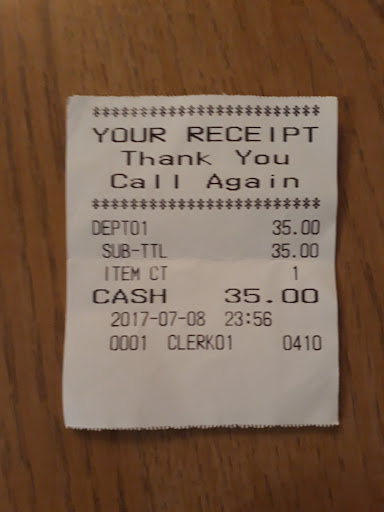 ****************************
YOUR RECEIPT
Thank You
Call Again
****************************
DEPT01 35.00
SUB-TTL 35.00
ITEM CT 1
CASH 35.00
2017-07-08 23:56
0001 CLERK01 0410